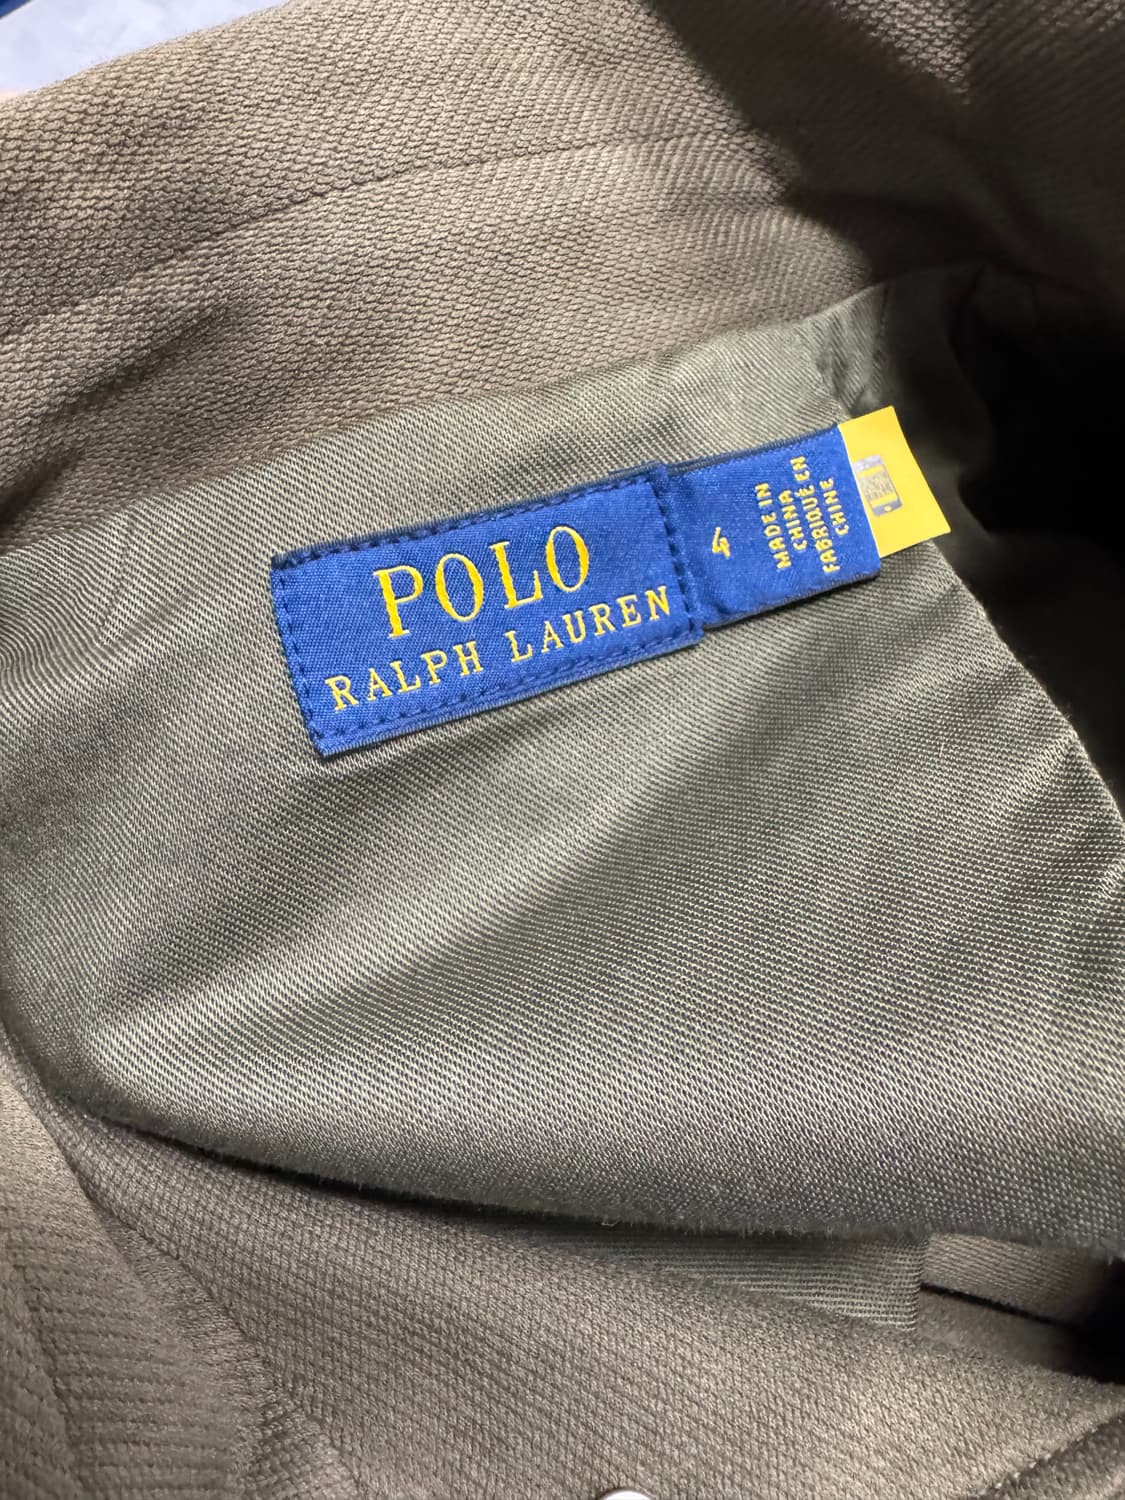 POLO
RALPH LAUREN
4
MADE IN
CHINA
FABRIQUÉ EN
CHINE